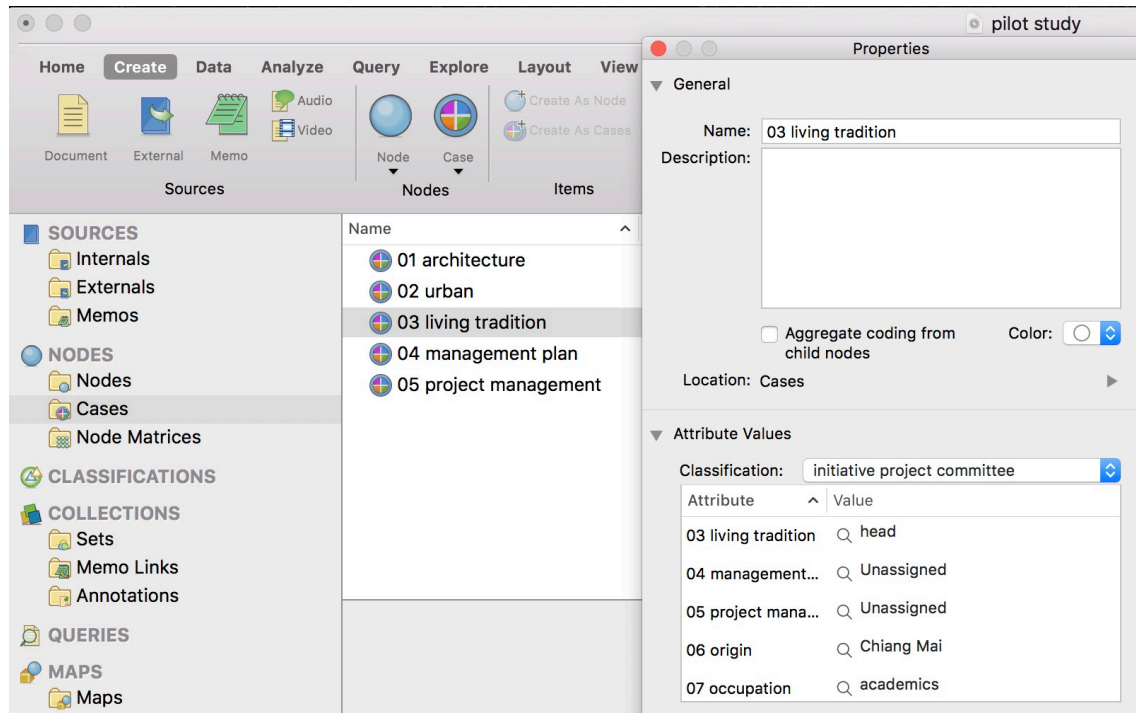 pilot study
Home Create Data Analyze Query Explore Layout View
Document External Memo Audio Video
Sources
Node Case
Nodes
Create As Node
Create As Cases
Items
SOURCES
Internals
Externals
Memos
NODES
Nodes
Cases
Node Matrices
CLASSIFICATIONS
COLLECTIONS
Sets
Memo Links
Annotations
QUERIES
MAPS
Maps
Name
01 architecture
02 urban
03 living tradition
04 management plan
05 project management
Properties
General
Name: 03 living tradition
Description:
Aggregate coding from
child nodes
Color:
Location: Cases
Attribute Values
Classification: initiative project committee
Attribute Value
03 living tradition head
04 management... Unassigned
05 project mana... Unassigned
06 origin Chiang Mai
07 occupation academics